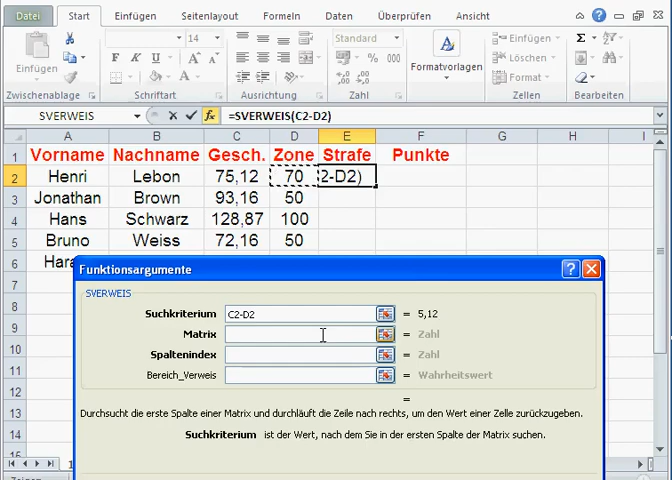 Datei Start Einfügen Seitenlayout Formeln Daten Überprüfen Ansicht
14 Standard Einfügen Σ
Einfügen F K U % 000 Formatvorlagen Löschen
Format
Zwischenablage Schriftart Ausrichtung Zahl Zellen Bearbeiten
SVERWEIS fx =SVERWEIS(C2-D2)
A B C D E F G H I
1 Vorname Nachname Gesch. Zone Strafe Punkte
2 Henri Lebon 75,12 70 2-D2)
3 Jonathan Brown 93,16 50
4 Hans Schwarz 128,87 100
5 Bruno Weiss 72,16 50
6
7 Funktionsargumente ?
8 SVERWEIS
9 Suchkriterium C2-D2 = 5,12
10 Matrix = Zahl
11 Spaltenindex = Zahl
12 Bereich_Verweis = Wahrheitswert
=
13 Durchsucht die erste Spalte einer Matrix und durchläuft die Zeile nach rechts, um den Wert einer Zelle zurückzugeben.
14 Suchkriterium ist der Wert, nach dem Sie in der ersten Spalte der Matrix suchen.
15
16